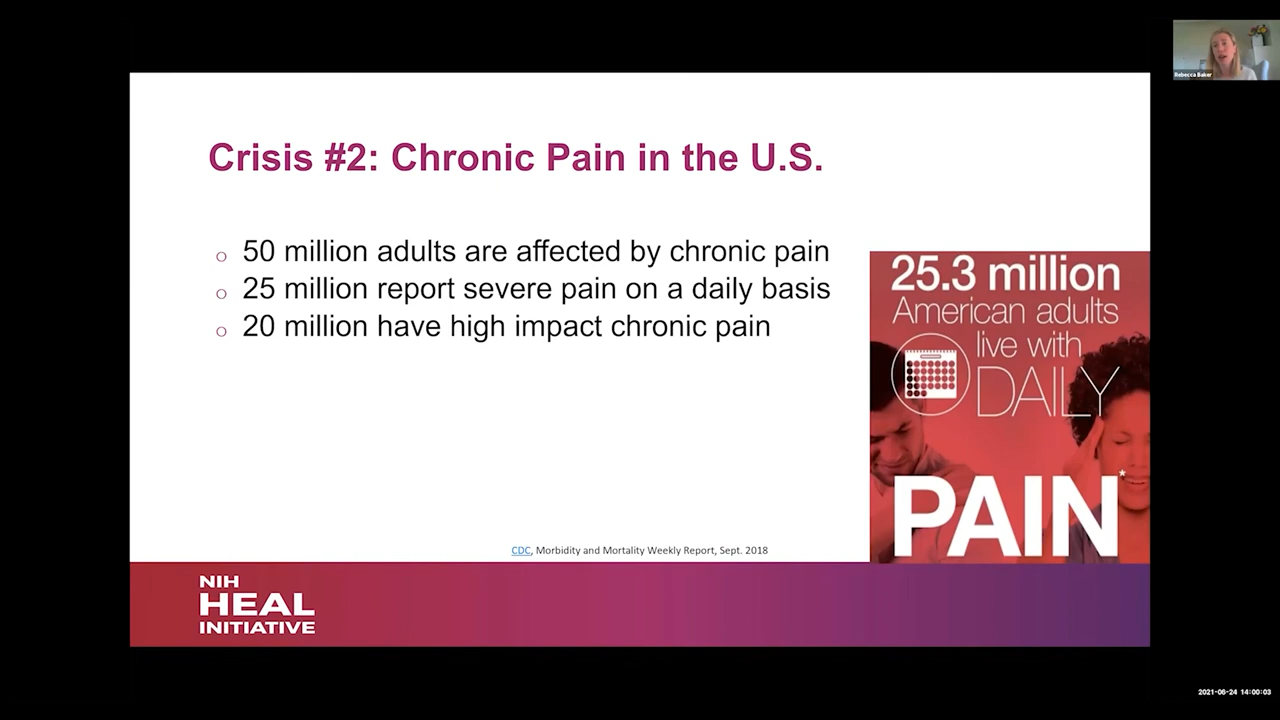 Rebecca Baker
Crisis #2: Chronic Pain in the U.S.
50 million adults are affected by chronic pain
25 million report severe pain on a daily basis
20 million have high impact chronic pain
25.3 million
American adults
live with
DAILY
PAIN*
CDC, Morbidity and Mortality Weekly Report, Sept. 2018
NIH
HEAL
INITIATIVE
2021-06-24 14:00:03